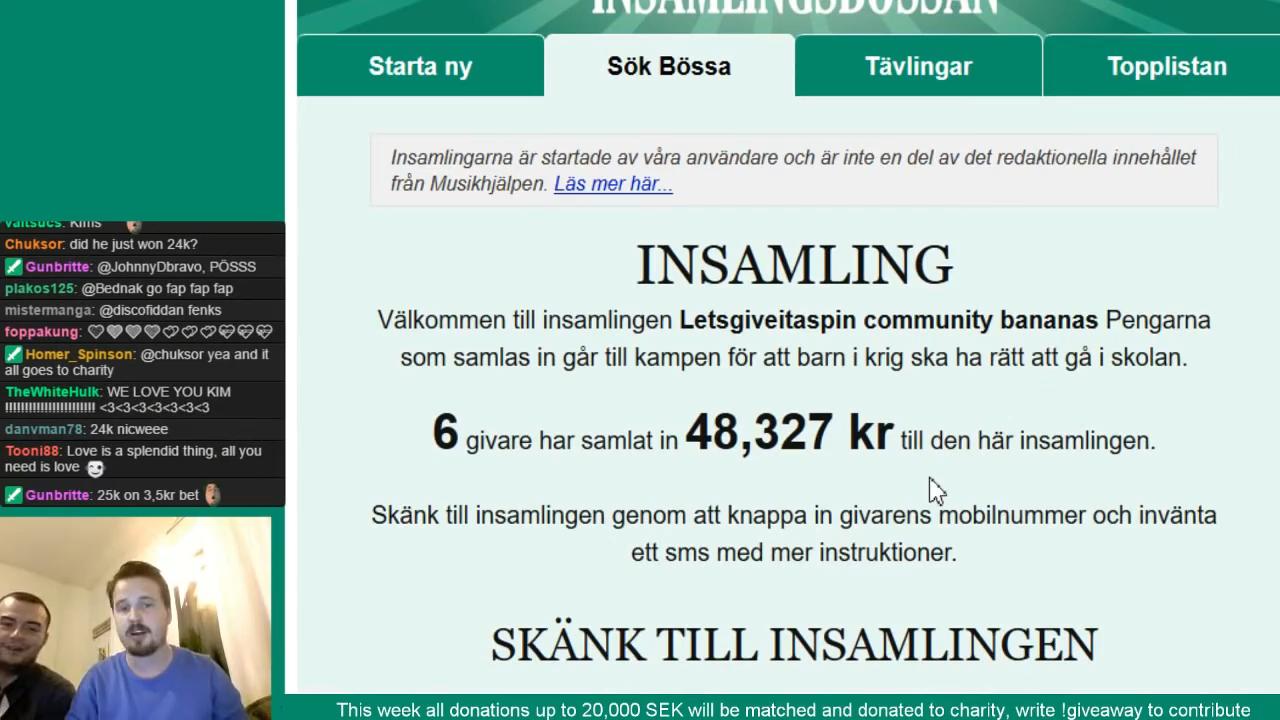 INSAMLINGSBÖSSAN
Starta ny
Sök Bössa
Tävlingar
Topplistan
Insamlingarna är startade av våra användare och är inte en del av det redaktionella innehållet
från Musikhjälpen. Läs mer här...
INSAMLING
Välkommen till insamlingen Letsgiveitaspin community bananas Pengarna
som samlas in går till kampen för att barn i krig ska ha rätt att gå i skolan.
6 givare har samlat in 48,327 kr till den här insamlingen.
Skänk till insamlingen genom att knappa in givarens mobilnummer och invänta
ett sms med mer instruktioner.
SKÄNK TILL INSAMLINGEN
Chuksor: did he just won 24k?
Gunbritte: @JohnnyDbravo, PÖSSS
plakos125: @Bednak go fap fap fap
mistermanga: @discofiddan fenks
foppakung:
Homer_Spinson: @chuksor yea and it
all goes to charity
TheWhiteHulk: WE LOVE YOU KIM
!!!!!!!!!!!!!!!!!!!!!!! <3<3<3<3<3<3<3
danvman78: 24k nicweee
Tooni88: Love is a splendid thing, all you
need is love
Gunbritte: 25k on 3,5kr bet
This week all donations up to 20,000 SEK will be matched and donated to charity, write !giveaway to contribute